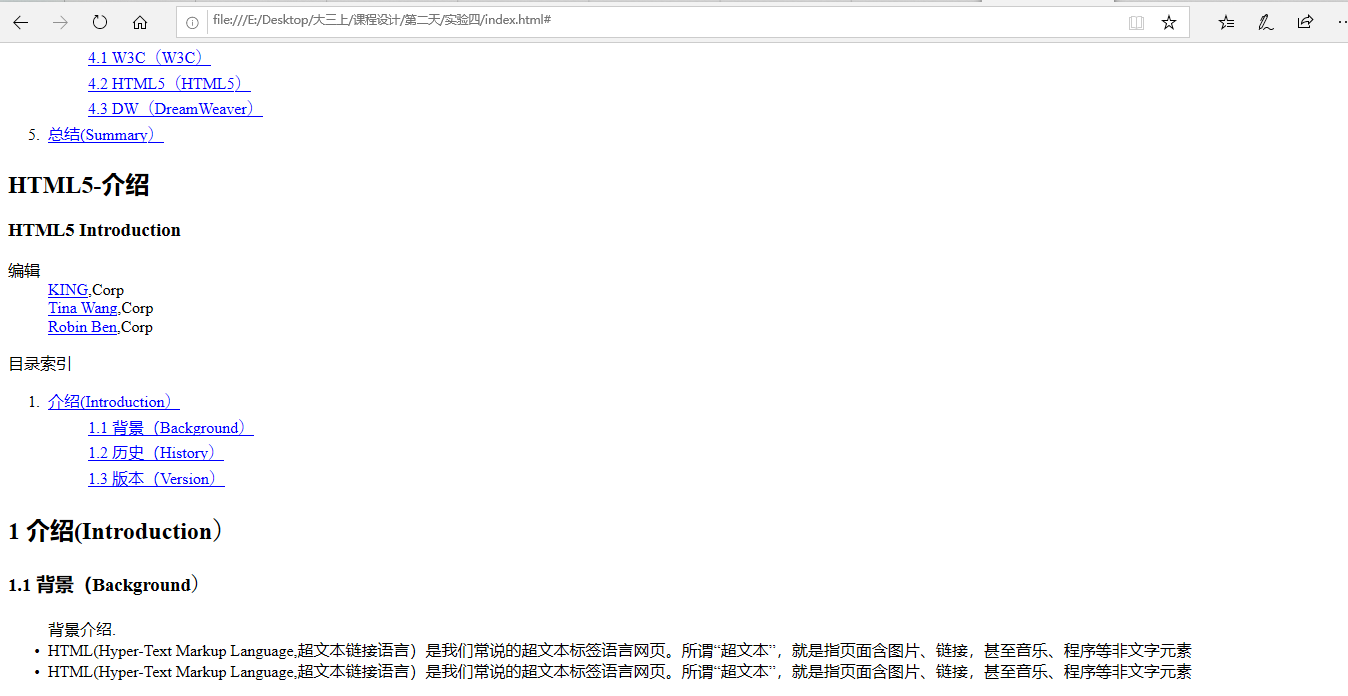 file:///E:/Desktop/大三上/课程设计/第二天/实验四/index.html#
4.1 W3C（W3C）
4.2 HTML5（HTML5）
4.3 DW（DreamWeaver）
5. 总结(Summary）
HTML5-介绍
HTML5 Introduction
编辑
KING,Corp
Tina Wang,Corp
Robin Ben,Corp
目录索引
1. 介绍(Introduction）
1.1 背景（Background）
1.2 历史（History）
1.3 版本（Version）
1 介绍(Introduction）
1.1 背景（Background）
背景介绍.
• HTML(Hyper-Text Markup Language,超文本链接语言）是我们常说的超文本标签语言网页。所谓“超文本”，就是指页面含图片、链接，甚至音乐、程序等非文字元素
• HTML(Hyper-Text Markup Language,超文本链接语言）是我们常说的超文本标签语言网页。所谓“超文本”，就是指页面含图片、链接，甚至音乐、程序等非文字元素